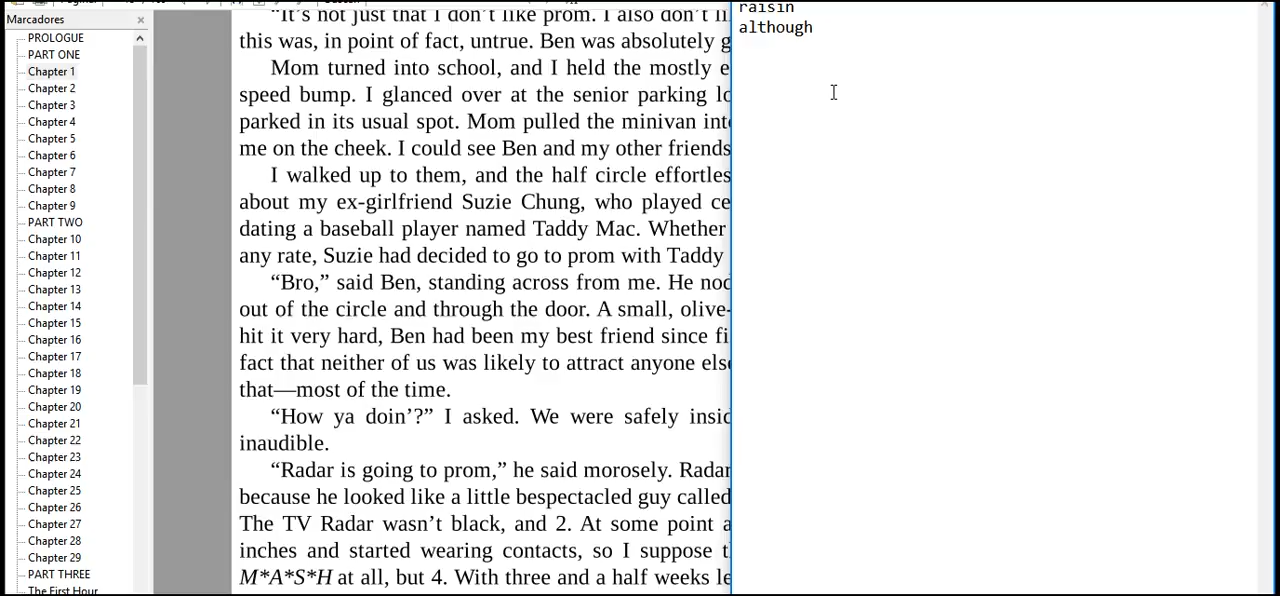 Marcadores
PROLOGUE
PART ONE
Chapter 1
Chapter 2
Chapter 3
Chapter 4
Chapter 5
Chapter 6
Chapter 7
Chapter 8
Chapter 9
PART TWO
Chapter 10
Chapter 11
Chapter 12
Chapter 13
Chapter 14
Chapter 15
Chapter 16
Chapter 17
Chapter 18
Chapter 19
Chapter 20
Chapter 21
Chapter 22
Chapter 23
Chapter 24
Chapter 25
Chapter 26
Chapter 27
Chapter 28
Chapter 29
PART THREE
The First Hour
“It’s not just that I don’t like prom. I also don’t
this was, in point of fact, untrue. Ben was absolutely
Mom turned into school, and I held the mostly
speed bump. I glanced over at the senior parking
parked in its usual spot. Mom pulled the minivan
me on the cheek. I could see Ben and my other friends
I walked up to them, and the half circle
about my ex-girlfriend Suzie Chung, who played
dating a baseball player named Taddy Mac. Whether
any rate, Suzie had decided to go to prom with Taddy
“Bro,” said Ben, standing across from me. He
out of the circle and through the door. A small, olive-
hit it very hard, Ben had been my best friend since
fact that neither of us was likely to attract anyone
that—most of the time.
“How ya doin’?” I asked. We were safely
inaudible.
“Radar is going to prom,” he said morosely. Radar
because he looked like a little bespectacled guy called
The TV Radar wasn’t black, and 2. At some point
inches and started wearing contacts, so I suppose
M*A*S*H at all, but 4. With three and a half weeks
raisin
although